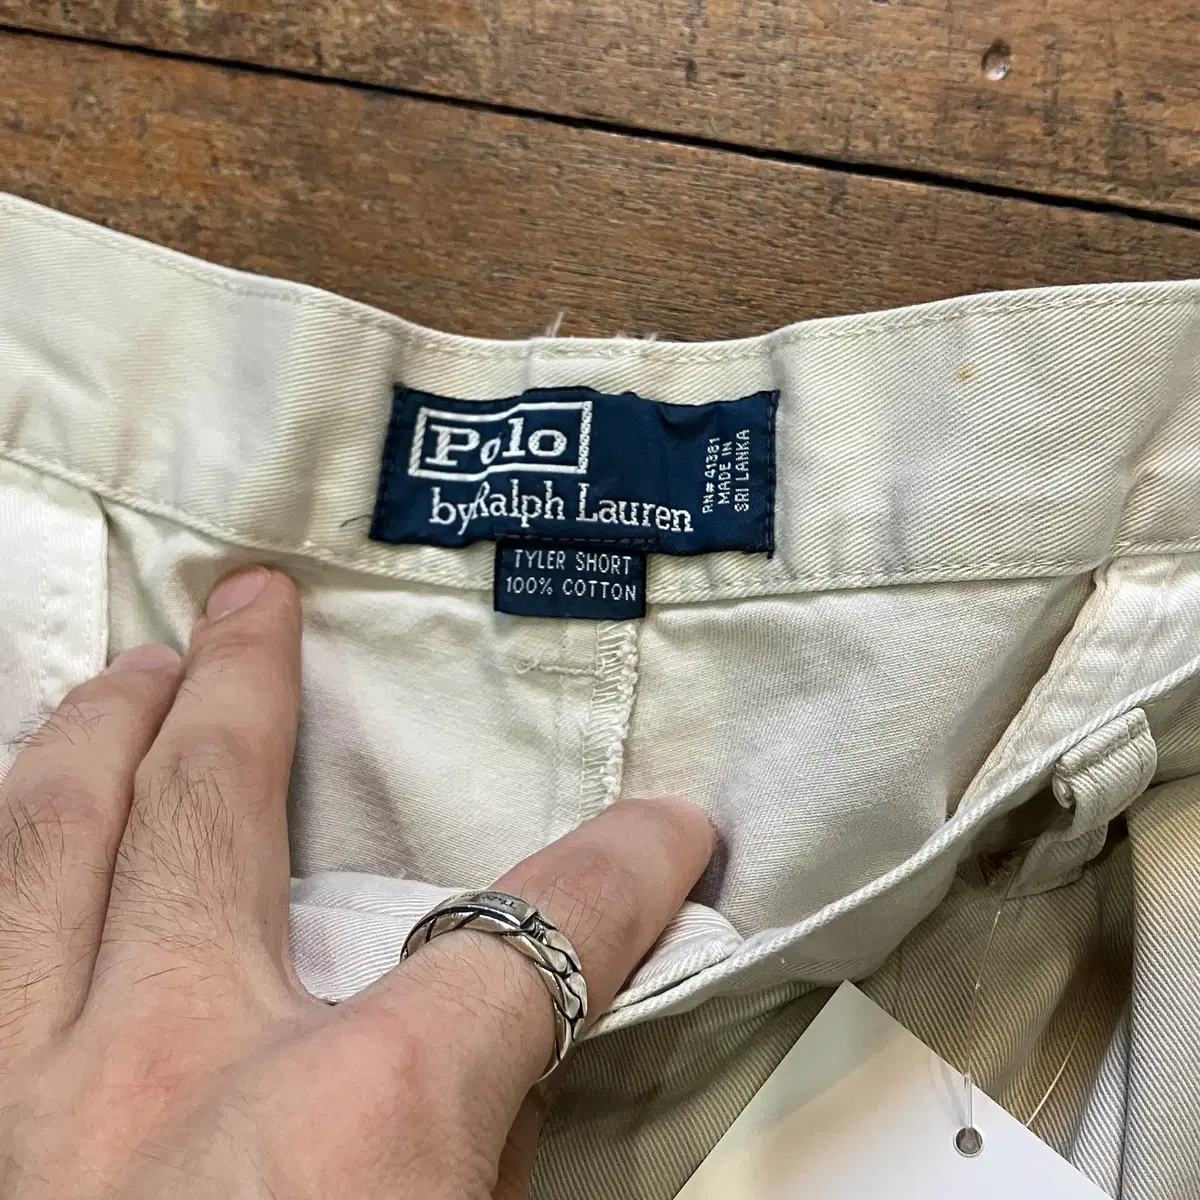 Polo
by Ralph Lauren
RN# 41381
MADE IN
SRI LANKA
TYLER SHORT
100% COTTON